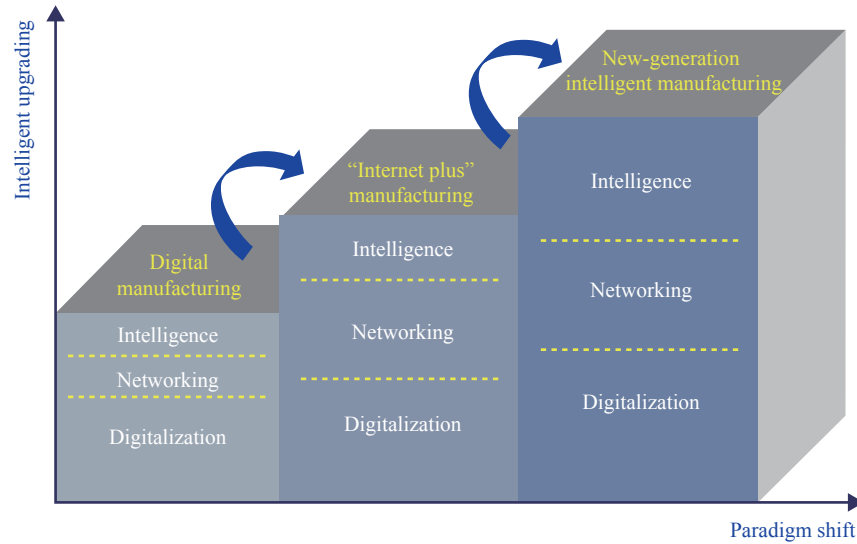 Intelligent upgrading
New-generation
intelligent manufacturing
“Internet plus”
manufacturing
Digital
manufacturing
Intelligence
Networking
Digitalization
Intelligence
Networking
Digitalization
Intelligence
Networking
Digitalization
Paradigm shift